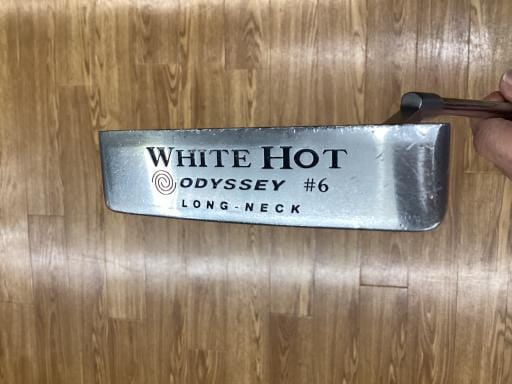 WHITE HOT
ODYSSEY #6
LONG-NECK